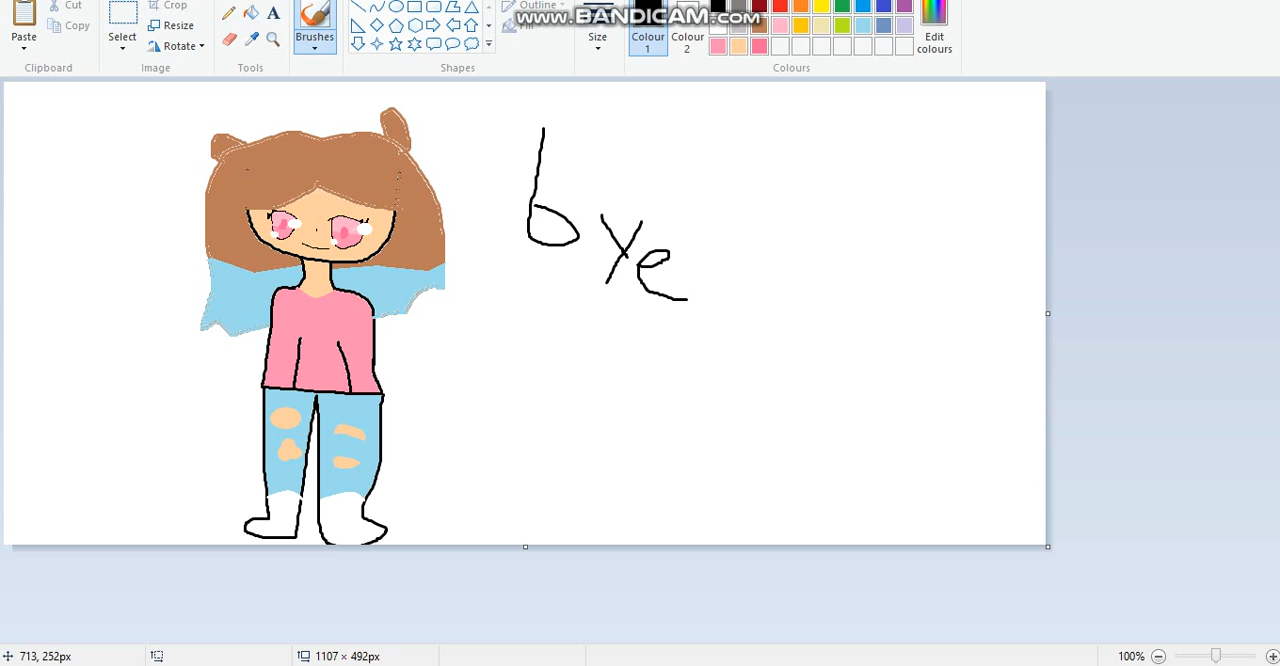 Cut
Crop
Outline
www.BANDICAM.com
Paste
Copy
Select
Resize
Rotate
A
Brushes
Fill
Size
Colour 1
Colour 2
Edit colours
Clipboard
Image
Tools
Shapes
Colours
bye
713, 252px
1107 × 492px
100%